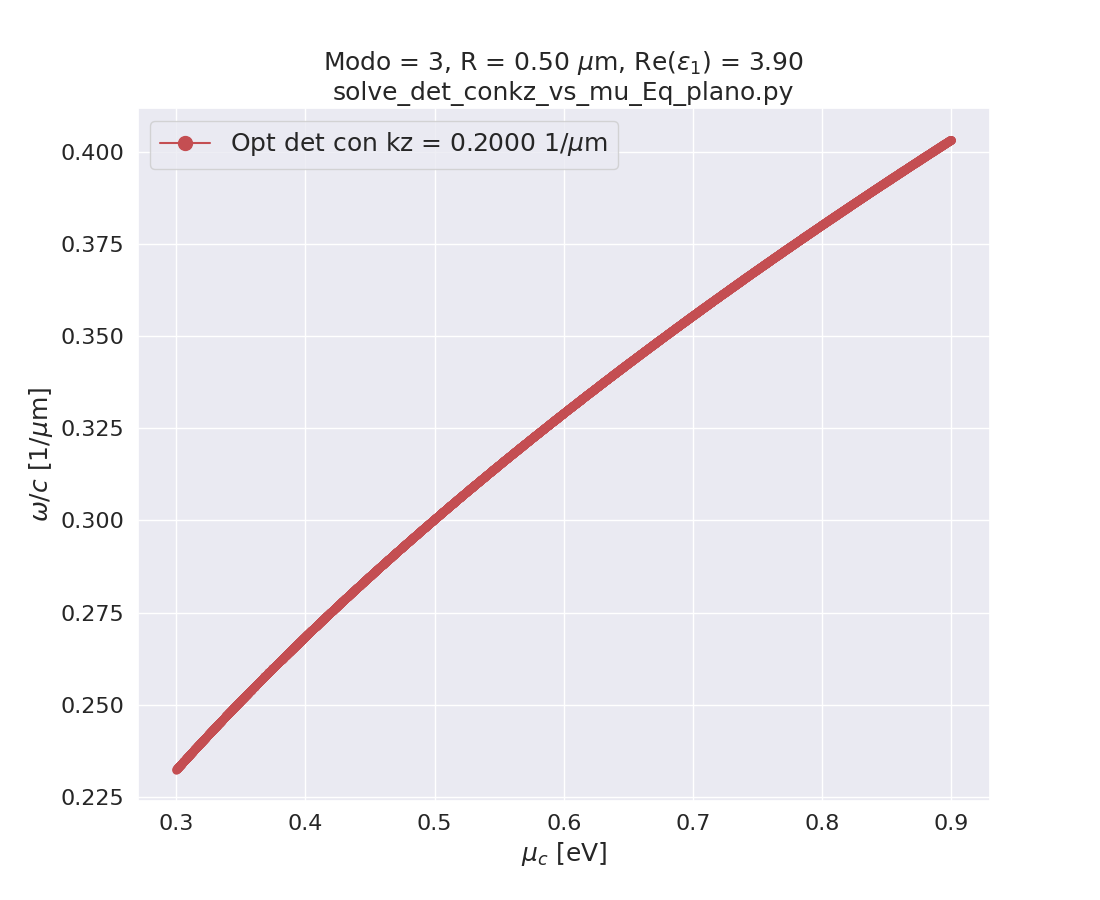 Modo = 3, R = 0.50 μm, Re(ε₁) = 3.90
solve_det_conkz_vs_mu_Eq_plano.py
Opt det con kz = 0.2000 1/μm
0.400
0.375
0.350
0.325
0.300
0.275
0.250
0.225
ω/c [1/μm]
0.3 0.4 0.5 0.6 0.7 0.8 0.9
μ_c [eV]